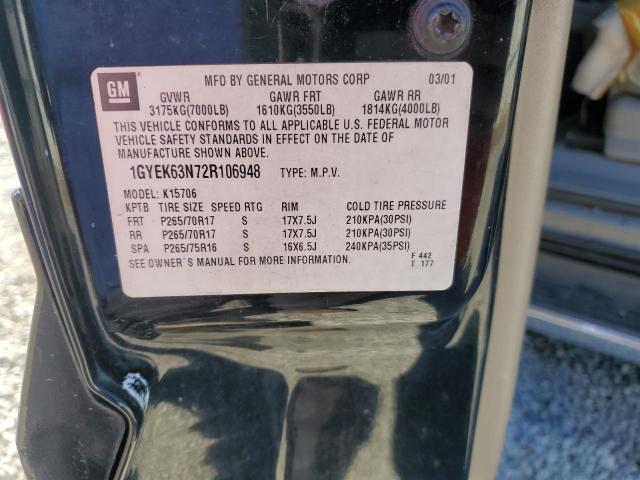 GM
MFD BY GENERAL MOTORS CORP 03/01
GVWR GAWR FRT GAWR RR
3175KG(7000LB) 1610KG(3550LB) 1814KG(4000LB)
THIS VEHICLE CONFORMS TO ALL APPLICABLE U.S. FEDERAL MOTOR
VEHICLE SAFETY STANDARDS IN EFFECT ON THE DATE OF
MANUFACTURE SHOWN ABOVE.
1GYEK63N72R106948 TYPE: M.P.V.
MODEL: K15706
KPTB TIRE SIZE SPEED RTG RIM COLD TIRE PRESSURE
FRT P265/70R17 S 17X7.5J 210KPA(30PSI)
RR P265/70R17 S 17X7.5J 210KPA(30PSI)
SPA P265/75R16 S 16X6.5J 240KPA(35PSI)
SEE OWNER'S MANUAL FOR MORE INFORMATION.
F 442
T 177